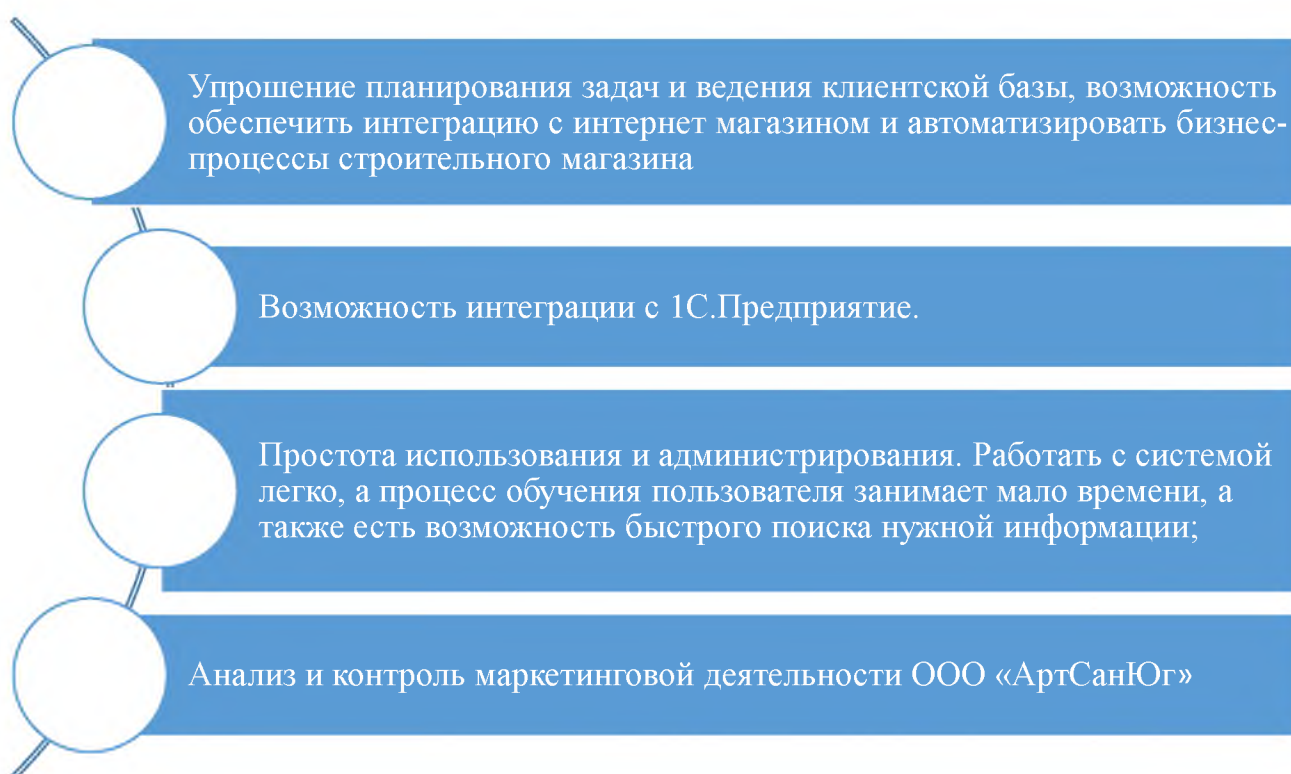 Упрошение планирования задач и ведения клиентской базы, возможность
обеспечить интеграцию с интернет магазином и автоматизировать бизнес-
процессы строительного магазина
Возможность интеграции с 1С.Предприятие.
Простота использования и администрирования. Работать с системой
легко, а процесс обучения пользователя занимает мало времени, а
также есть возможность быстрого поиска нужной информации;
Анализ и контроль маркетинговой деятельности ООО «АртСанЮг»